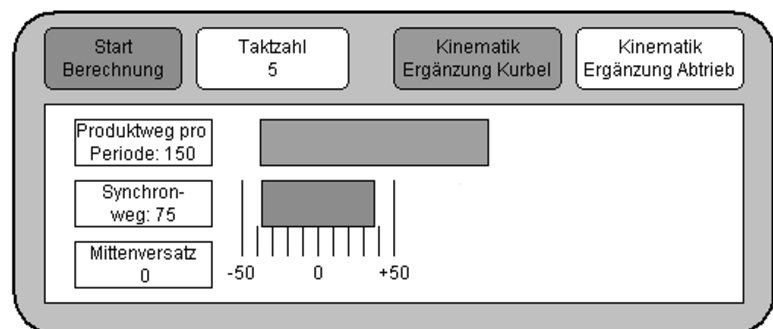 Start
Berechnung
Taktzahl
5
Kinematik
Ergänzung Kurbel
Kinematik
Ergänzung Abtrieb
Produktweg pro
Periode: 150
Synchron-
weg: 75
Mittenversatz
0
-50 0 +50